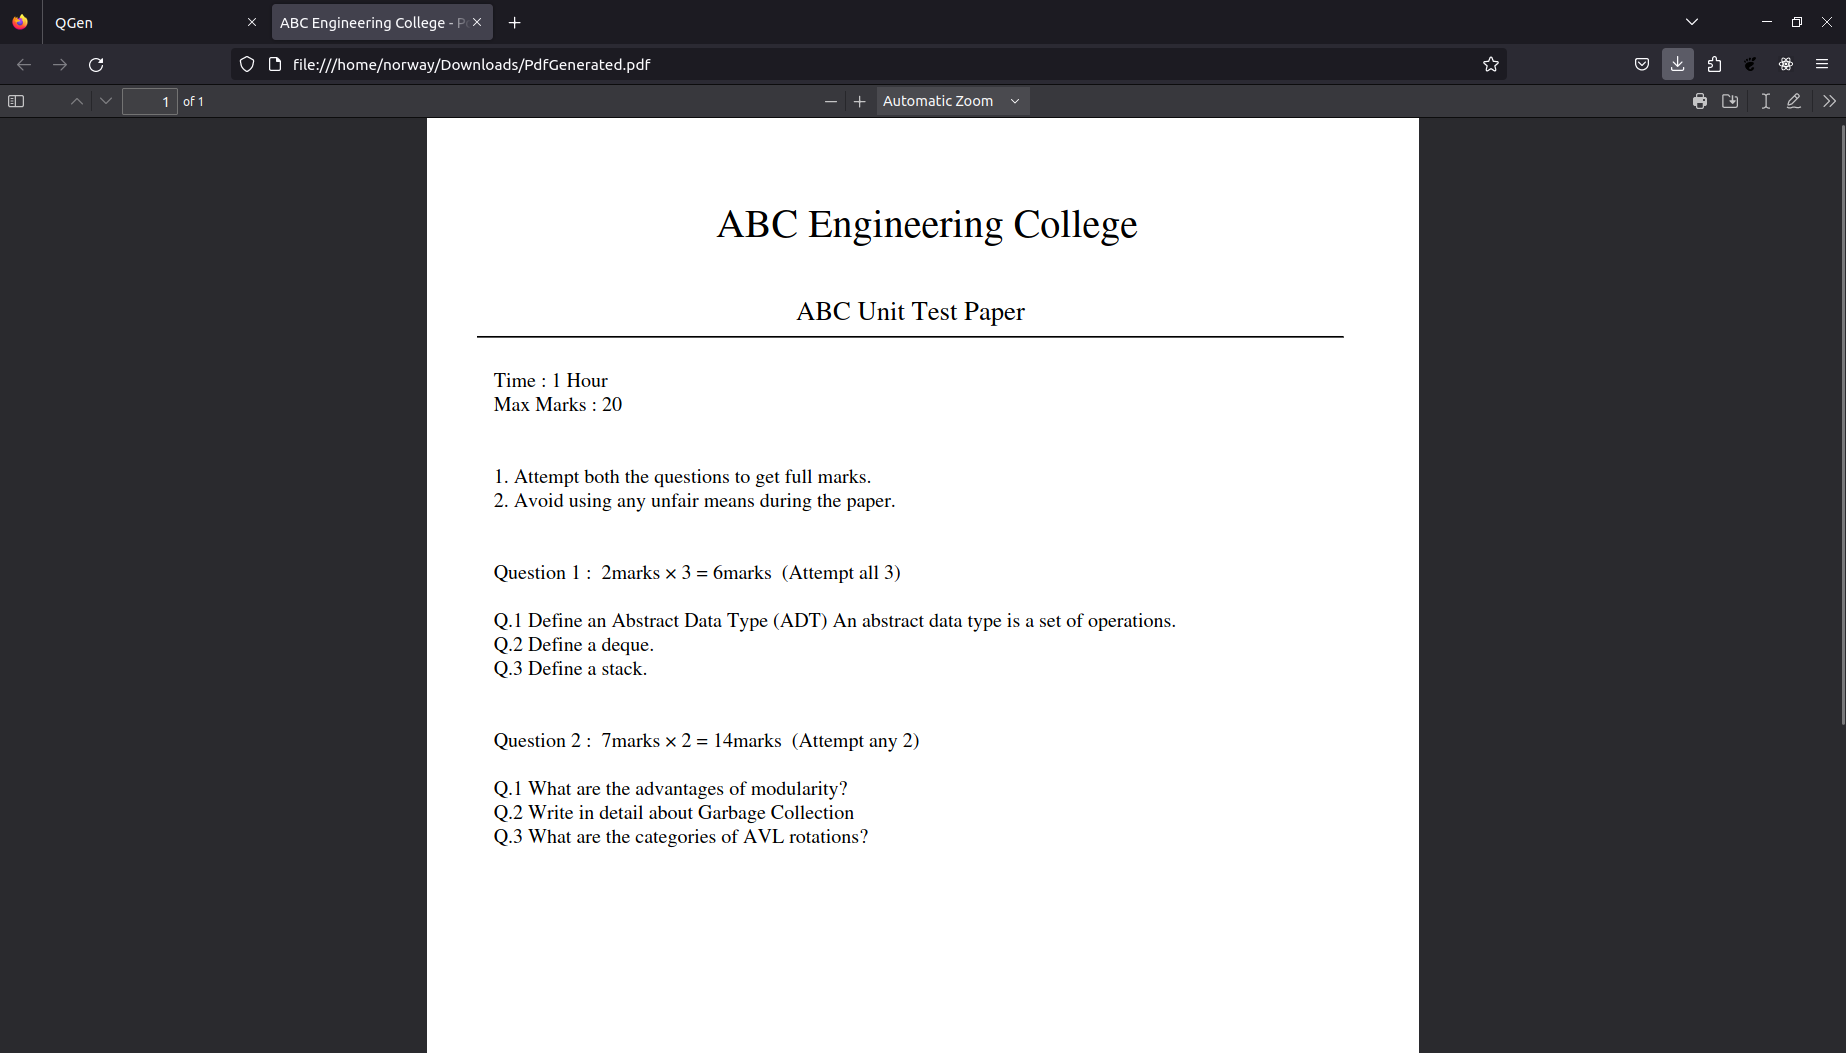 QGen
ABC Engineering College - P
file:///home/norway/Downloads/PdfGenerated.pdf
1 of 1
Automatic Zoom
ABC Engineering College
ABC Unit Test Paper
Time : 1 Hour
Max Marks : 20
1. Attempt both the questions to get full marks.
2. Avoid using any unfair means during the paper.
Question 1 : 2marks × 3 = 6marks (Attempt all 3)
Q.1 Define an Abstract Data Type (ADT) An abstract data type is a set of operations.
Q.2 Define a deque.
Q.3 Define a stack.
Question 2 : 7marks × 2 = 14marks (Attempt any 2)
Q.1 What are the advantages of modularity?
Q.2 Write in detail about Garbage Collection
Q.3 What are the categories of AVL rotations?